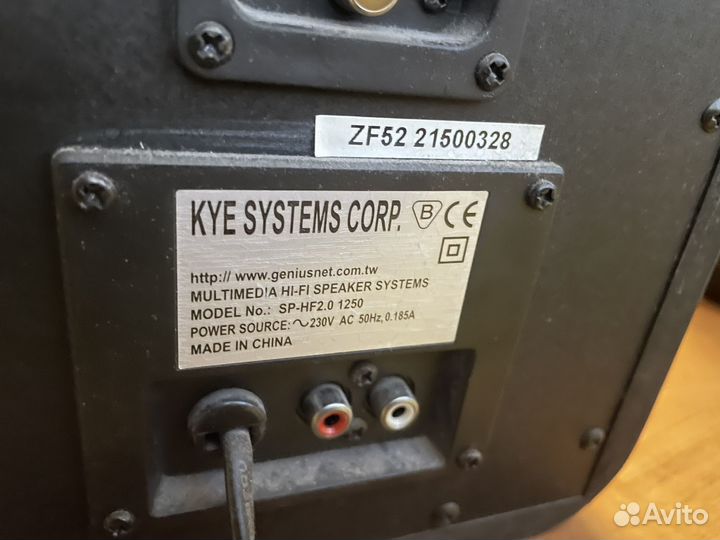 ZF52 21500328
KYE SYSTEMS CORP. B CE
http:// www.geniusnet.com.tw
MULTIMEDIA HI-FI SPEAKER SYSTEMS
MODEL No.: SP-HF2.0 1250
POWER SOURCE: ~230V AC 50Hz, 0.185A
MADE IN CHINA
Avito